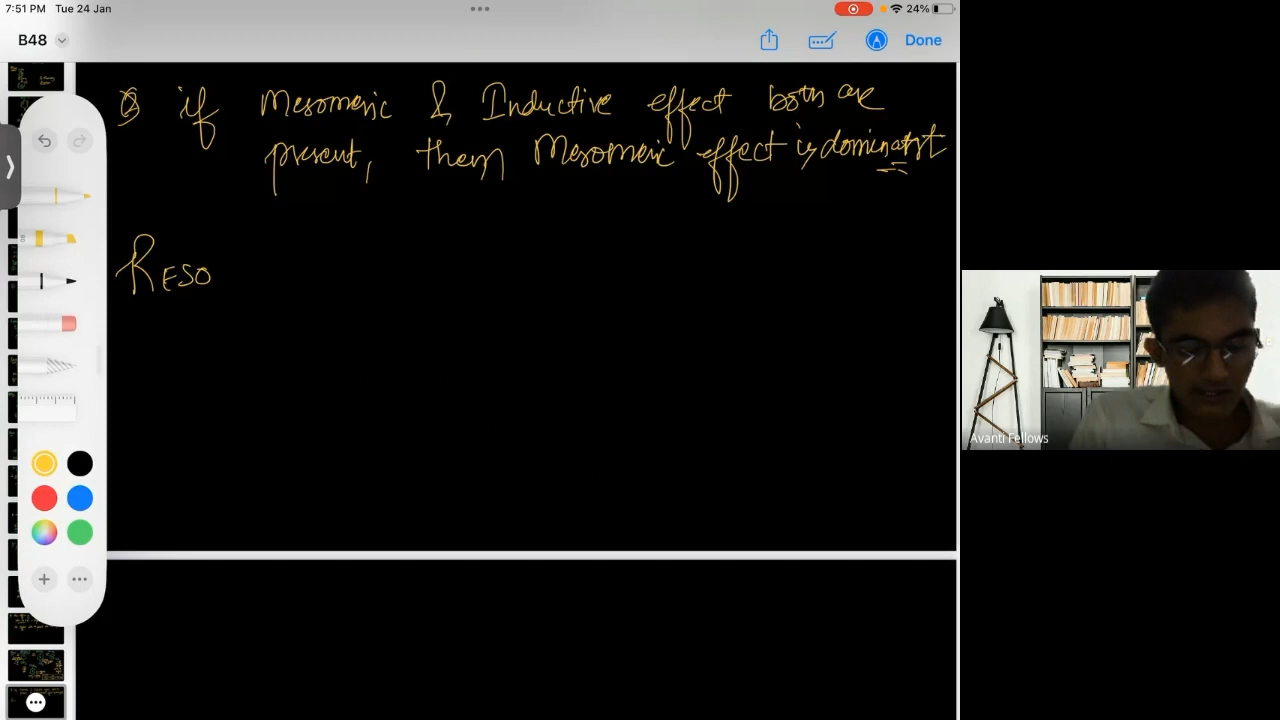 7:51 PM Tue 24 Jan
24%
B48
Done
if Mesomeric & Inductive effect both are
present, then Mesomeric effect is dominant
RESO
Avanti Fellows